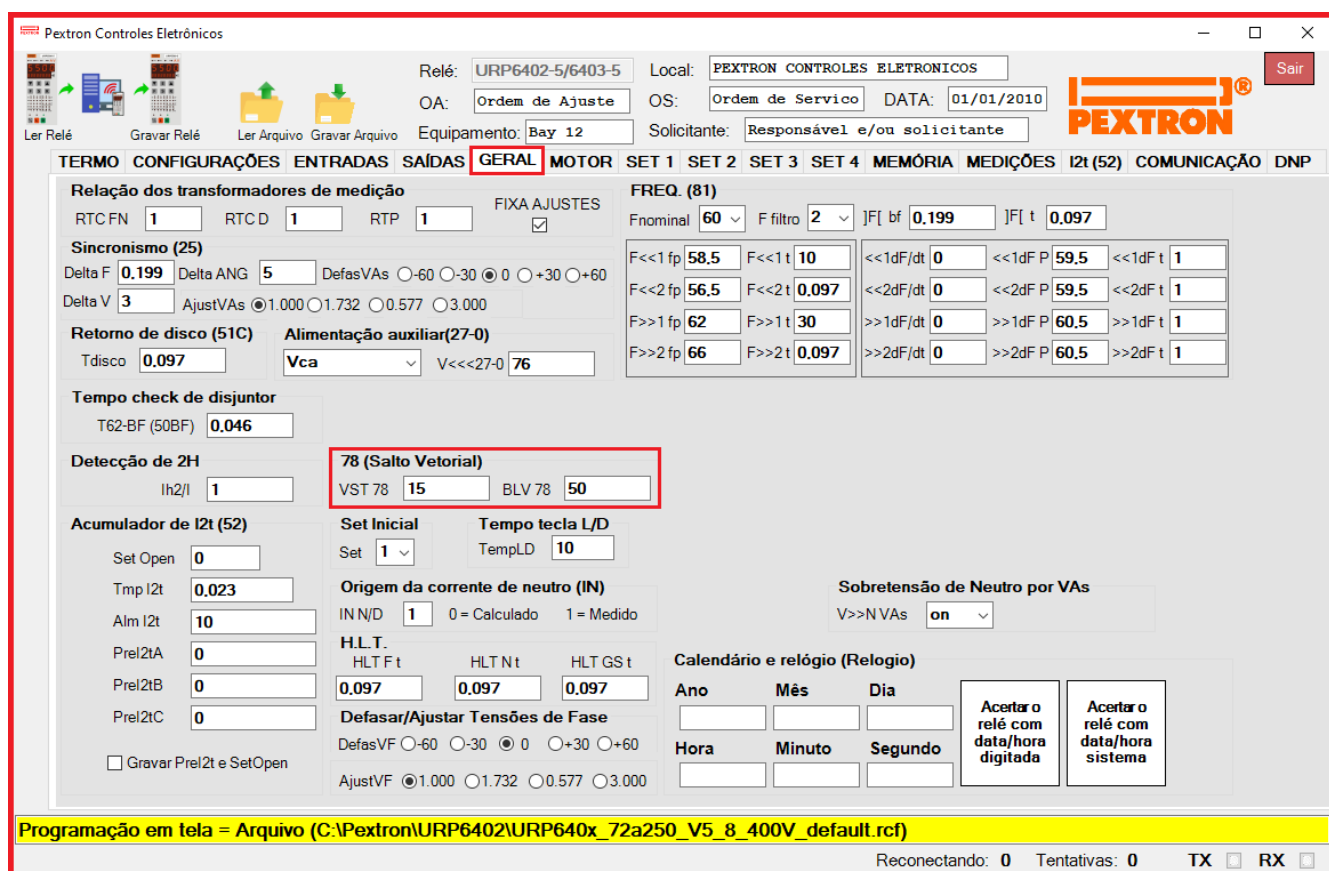 Pextron Controles Eletrônicos
Relé: URP6402-5/6403-5 Local: PEXTRON CONTROLES ELETRONICOS Sair
OA: Ordem de Ajuste OS: Ordem de Servico DATA: 01/01/2010
Ler Relé Gravar Relé Ler Arquivo Gravar Arquivo Equipamento: Bay 12 Solicitante: Responsável e/ou solicitante PEXTRON ®
TERMO CONFIGURAÇÕES ENTRADAS SAÍDAS GERAL MOTOR SET 1 SET 2 SET 3 SET 4 MEMÓRIA MEDIÇÕES I2t (52) COMUNICAÇÃO DNP
Relação dos transformadores de medição
RTC FN 1 RTC D 1 RTP 1 FIXA AJUSTES
Sincronismo (25)
Delta F 0.199 Delta ANG 5 DefasVAs -60 -30 0 +30 +60
Delta V 3 AjustVAs 1.000 1.732 0.577 3.000
Retorno de disco (51C)
Tdisco 0.097
Alimentação auxiliar(27-0)
Vca V<<<27-0 76
FREQ. (81)
Fnominal 60 F filtro 2 ]F[ bf 0.199 ]F[ t 0.097
F<<1 fp 58.5 F<<1 t 10 <<1dF/dt 0 <<1dF P 59.5 <<1dF t 1
F<<2 fp 56.5 F<<2 t 0.097 <<2dF/dt 0 <<2dF P 59.5 <<2dF t 1
F>>1 fp 62 F>>1 t 30 >>1dF/dt 0 >>1dF P 60.5 >>1dF t 1
F>>2 fp 66 F>>2 t 0.097 >>2dF/dt 0 >>2dF P 60.5 >>2dF t 1
Tempo check de disjuntor
T62-BF (50BF) 0.046
Detecção de 2H
Ih2/I 1
78 (Salto Vetorial)
VST 78 15 BLV 78 50
Acumulador de I2t (52)
Set Open 0
Tmp I2t 0.023
Alm I2t 10
PreI2tA 0
PreI2tB 0
PreI2tC 0
Gravar PreI2t e SetOpen
Set Inicial
Set 1
Tempo tecla L/D
TempLD 10
Origem da corrente de neutro (IN)
IN N/D 1 0 = Calculado 1 = Medido
Sobretensão de Neutro por VAs
V>>N VAs on
H.L.T.
HLT F t HLT N t HLT GS t
0.097 0.097 0.097
Defasar/Ajustar Tensões de Fase
DefasVF -60 -30 0 +30 +60
AjustVF 1.000 1.732 0.577 3.000
Calendário e relógio (Relogio)
Ano Mês Dia
Hora Minuto Segundo
Acertar o
relé com
data/hora
digitada
Acertar o
relé com
data/hora
sistema
Programação em tela = Arquivo (C:\Pextron\URP6402\URP640x_72a250_V5_8_400V_default.rcf)
Reconectando: 0 Tentativas: 0 TX RX